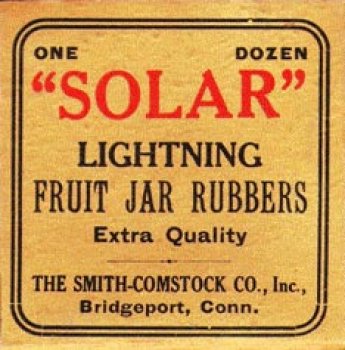 ONE DOZEN
"SOLAR"
LIGHTNING
FRUIT JAR RUBBERS
Extra Quality
THE SMITH-COMSTOCK CO., Inc.,
Bridgeport, Conn.